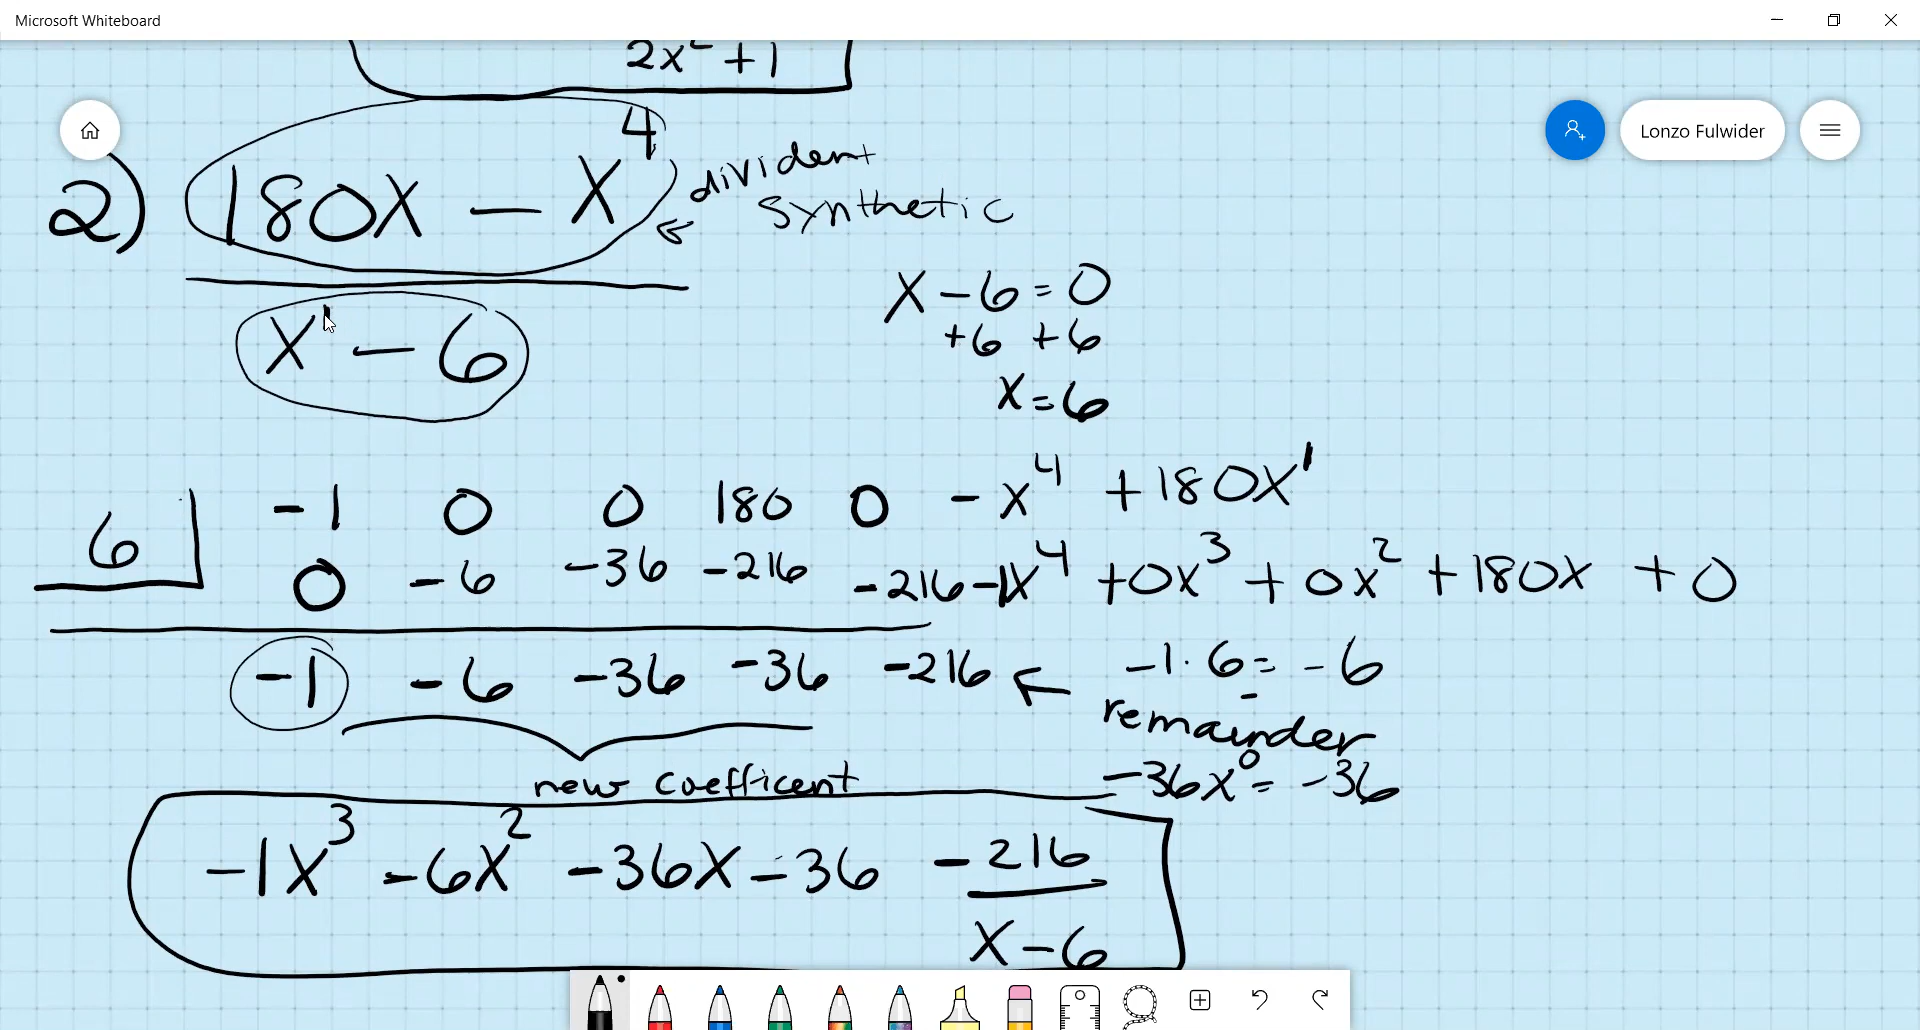 Microsoft Whiteboard
2x² + 1
Lonzo Fulwider
2) 180x - x⁴
divident
synthetic
x¹ - 6
x - 6 = 0
+6 +6
x = 6
-x⁴ + 180x¹
6 -1 0 0 180 0
0 -6 -36 -216 -216
-1x⁴ + 0x³ + 0x² + 180x + 0
-1 -6 -36 -36 -216 ←
-1 · 6 = -6
remainder
-36x⁰ = -36
new coefficent
-1x³ - 6x² - 36x - 36 - 216
x - 6